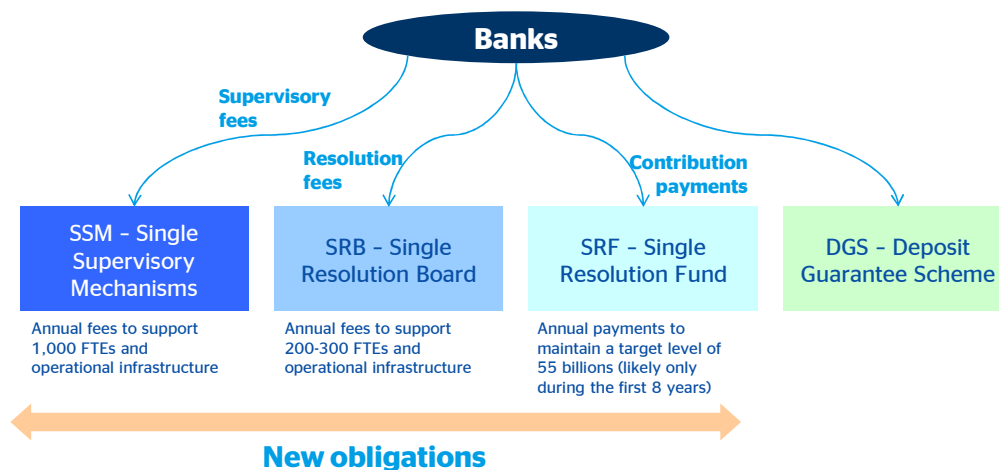 Banks
Supervisory
fees
Resolution
fees
Contribution
payments
SSM – Single
Supervisory
Mechanisms
SRB – Single
Resolution Board
SRF – Single
Resolution Fund
DGS – Deposit
Guarantee Scheme
Annual fees to support
1,000 FTEs and
operational infrastructure
Annual fees to support
200-300 FTEs and
operational infrastructure
Annual payments to
maintain a target level of
55 billions (likely only
during the first 8 years)
New obligations